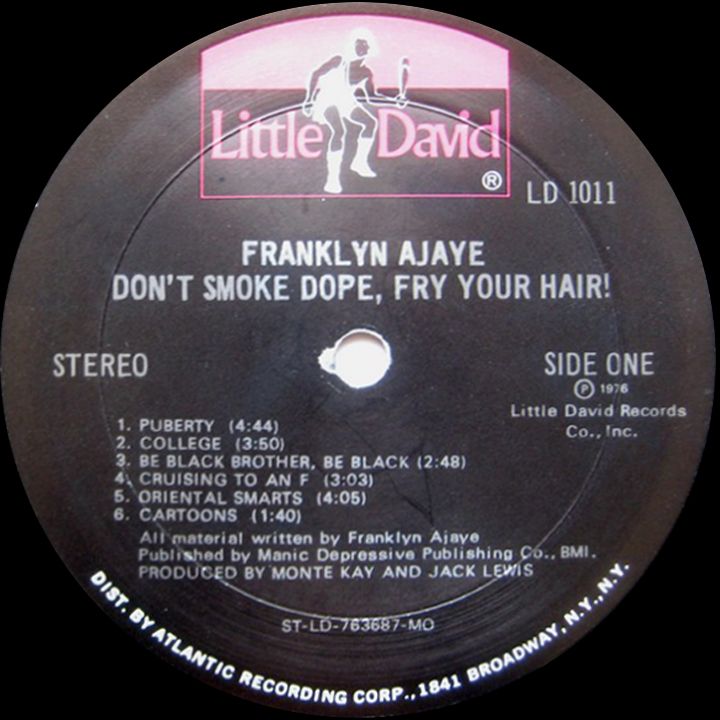 Little David ®
LD 1011
FRANKLYN AJAYE
DON'T SMOKE DOPE, FRY YOUR HAIR!
STEREO
SIDE ONE
Ⓟ 1976
Little David Records
Co., Inc.
1. PUBERTY (4:44)
2. COLLEGE (3:50)
3. BE BLACK BROTHER, BE BLACK (2:48)
4. CRUISING TO AN F (3:03)
5. ORIENTAL SMARTS (4:05)
6. CARTOONS (1:40)
All material written by Franklyn Ajaye
Published by Manic Depressive Publishing Co., BMI.
PRODUCED BY MONTE KAY AND JACK LEWIS
ST-LD-763687-MO
DIST. BY ATLANTIC RECORDING CORP., 1841 BROADWAY, N.Y., N.Y.